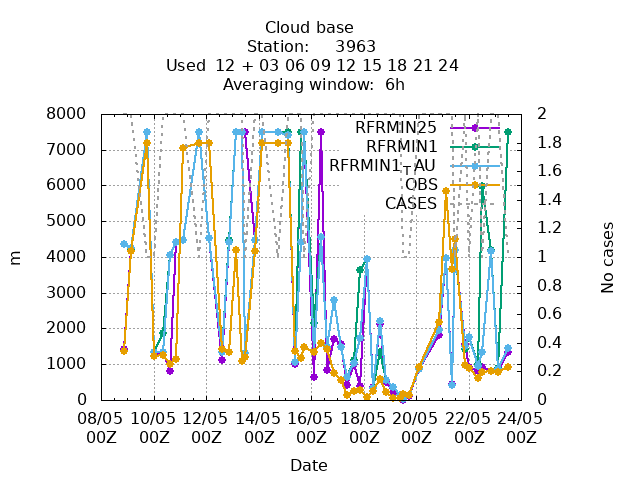 Cloud base
Station: 3963
Used 12 + 03 06 09 12 15 18 21 24
Averaging window: 6h
8000
7000
6000
5000
4000
3000
2000
1000
0
m
2
1.8
1.6
1.4
1.2
1
0.8
0.6
0.4
0.2
0
No cases
RFRMIN25
RFRMIN1
RFRMIN1_AU
OBS
CASES
08/05 10/05 12/05 14/05 16/05 18/05 20/05 22/05 24/05
00Z 00Z 00Z 00Z 00Z 00Z 00Z 00Z 00Z
Date